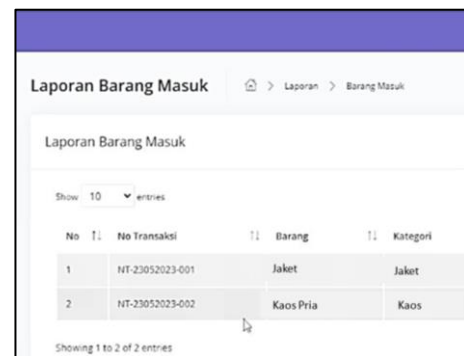 Laporan Barang Masuk > Laporan > Barang Masuk
Laporan Barang Masuk
Show 10 entries
No No Transaksi Barang Kategori
1 NT-23052023-001 Jaket Jaket
2 NT-23052023-002 Kaos Pria Kaos
Showing 1 to 2 of 2 entries